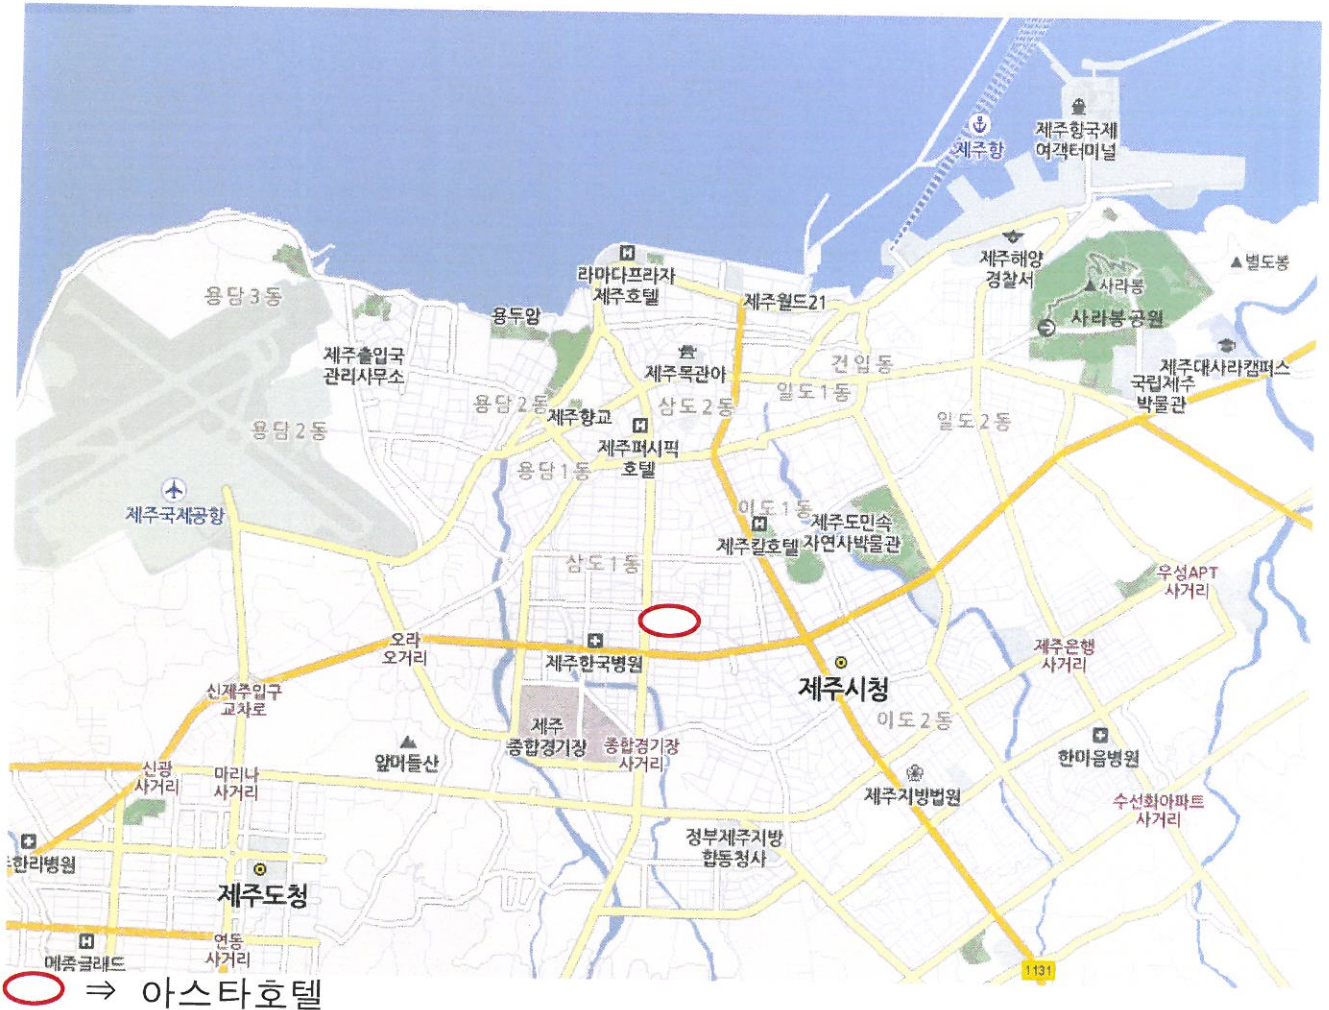 제주항국제
여객터미널
제주항
제주해양
경찰서
별도봉
사라봉
사라봉 공원
라마다프라자
제주호텔
제주월드21
용담3동
용두암
제주출입국
관리사무소
제주목관아
건입동
제주대사라캠퍼스
국립제주
박물관
일도1동
용담2동
제주향교
삼도2동
일도2동
용담2동
제주퍼시픽
호텔
용담1동
제주국제공항
이도1동
제주도민속
자연사박물관
제주칼호텔
삼도1동
우성APT
사거리
오라
오거리
제주한국병원
제주은행
사거리
제주시청
신제주입구
교차로
이도2동
제주
종합경기장
종합경기장
사거리
앞머들산
한마음병원
신광
사거리
마리나
사거리
제주지방법원
수선화아파트
사거리
정부제주지방
합동청사
한라병원
제주도청
연동
사거리
메종글래드
1131
⇒ 아스타호텔